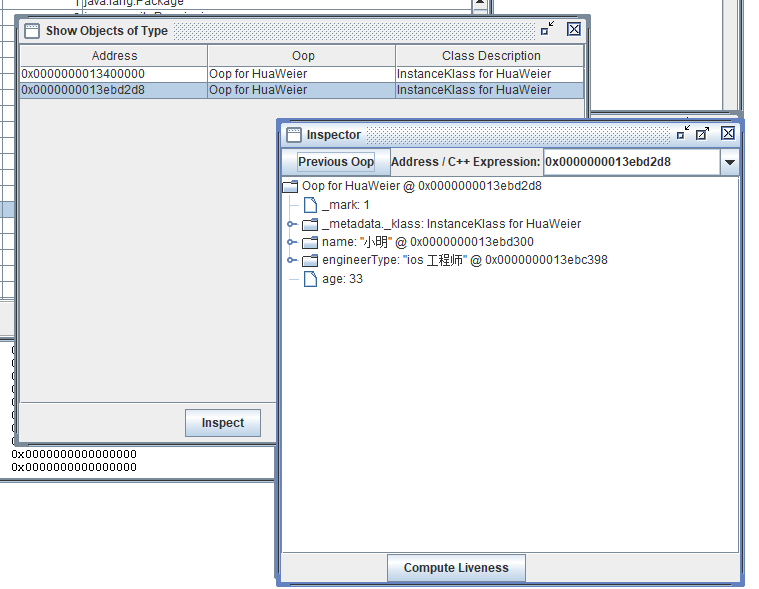 java.lang.Package
Show Objects of Type
Address Oop Class Description
0x0000000013400000 Oop for HuaWeier InstanceKlass for HuaWeier
0x0000000013ebd2d8 Oop for HuaWeier InstanceKlass for HuaWeier
Inspect
0x0000000000000000
0x0000000000000000
Inspector
Previous Oop Address / C++ Expression: 0x0000000013ebd2d8
Oop for HuaWeier @ 0x0000000013ebd2d8
_mark: 1
_metadata._klass: InstanceKlass for HuaWeier
name: "小明" @ 0x0000000013ebd300
engineerType: "ios 工程师" @ 0x0000000013ebc398
age: 33
Compute Liveness